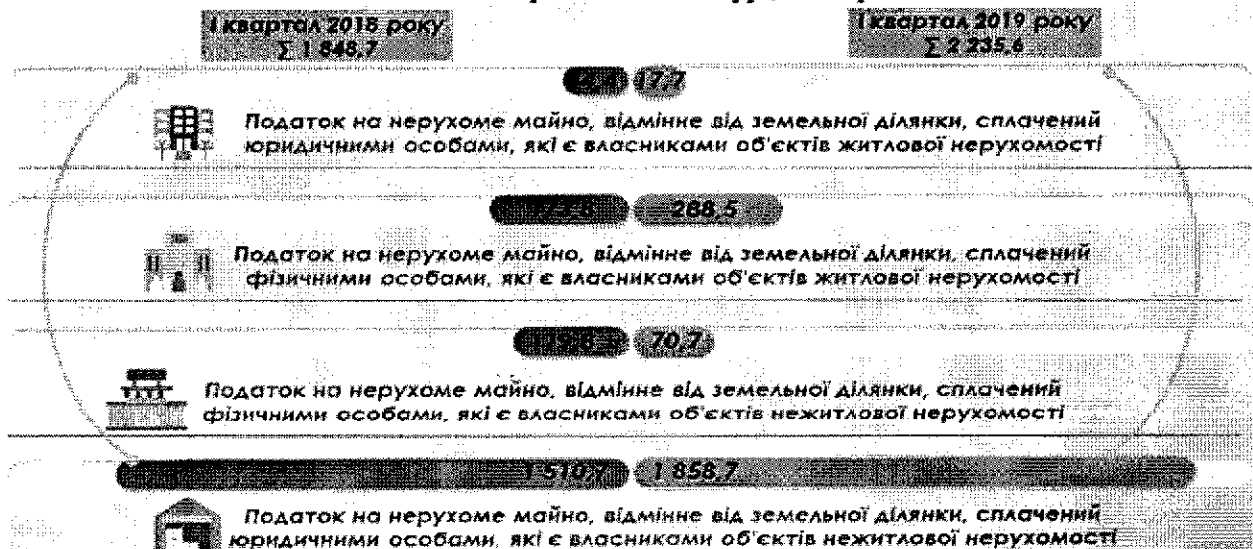 І квартал 2018 року
∑ 1 848,7
І квартал 2019 року
∑ 2 235,6
17,7
Податок на нерухоме майно, відмінне від земельної ділянки, сплачений
юридичними особами, які є власниками об'єктів житлової нерухомості
288,5
Податок на нерухоме майно, відмінне від земельної ділянки, сплачений
фізичними особами, які є власниками об'єктів житлової нерухомості
70,7
Податок на нерухоме майно, відмінне від земельної ділянки, сплачений
фізичними особами, які є власниками об'єктів нежитлової нерухомості
1 510,7 1 858,7
Податок на нерухоме майно, відмінне від земельної ділянки, сплачений
юридичними особами, які є власниками об'єктів нежитлової нерухомості